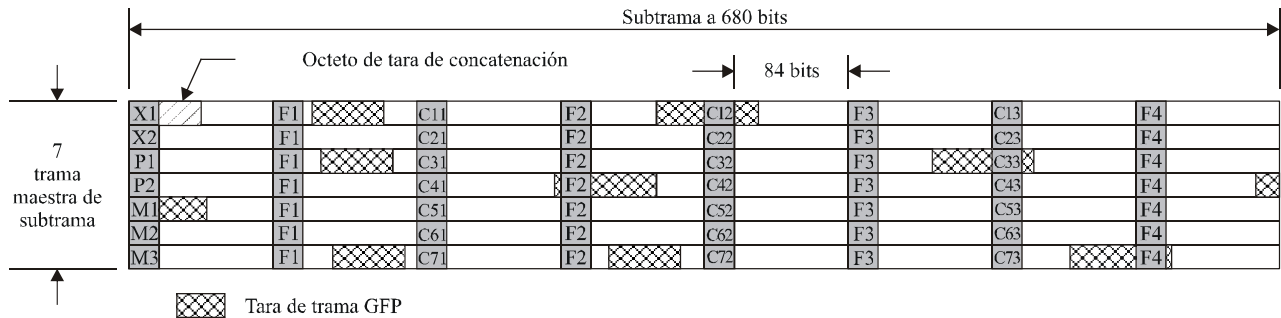 Subtrama a 680 bits
Octeto de tara de concatenación
84 bits
7
trama
maestra de
subtrama
X1 F1 C11 F2 C12 F3 C13 F4
X2 F1 C21 F2 C22 F3 C23 F4
P1 F1 C31 F2 C32 F3 C33 F4
P2 F1 C41 F2 C42 F3 C43 F4
M1 F1 C51 F2 C52 F3 C53 F4
M2 F1 C61 F2 C62 F3 C63 F4
M3 F1 C71 F2 C72 F3 C73 F4
Tara de trama GFP